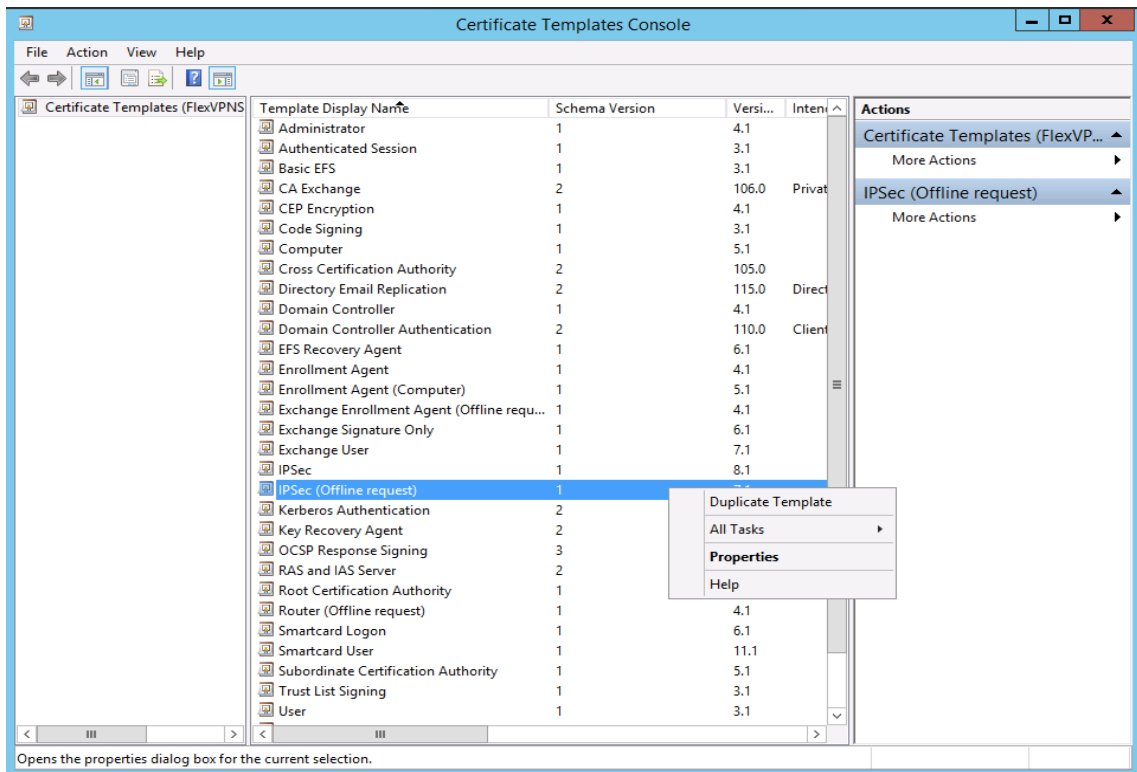 Certificate Templates Console
File Action View Help
Certificate Templates (FlexVPNS
Template Display Name Schema Version Versi... Inten
Administrator 1 4.1
Authenticated Session 1 3.1
Basic EFS 1 3.1
CA Exchange 2 106.0 Privat
CEP Encryption 1 4.1
Code Signing 1 3.1
Computer 1 5.1
Cross Certification Authority 2 105.0
Directory Email Replication 2 115.0 Direct
Domain Controller 1 4.1
Domain Controller Authentication 2 110.0 Client
EFS Recovery Agent 1 6.1
Enrollment Agent 1 4.1
Enrollment Agent (Computer) 1 5.1
Exchange Enrollment Agent (Offline requ... 1 4.1
Exchange Signature Only 1 6.1
Exchange User 1 7.1
IPSec 1 8.1
IPSec (Offline request) 1
Kerberos Authentication 2
Key Recovery Agent 2
OCSP Response Signing 3
RAS and IAS Server 2
Root Certification Authority 1
Router (Offline request) 1 4.1
Smartcard Logon 1 6.1
Smartcard User 1 11.1
Subordinate Certification Authority 1 5.1
Trust List Signing 1 3.1
User 1 3.1
Duplicate Template
All Tasks
Properties
Help
Actions
Certificate Templates (FlexVP...
More Actions
IPSec (Offline request)
More Actions
Opens the properties dialog box for the current selection.